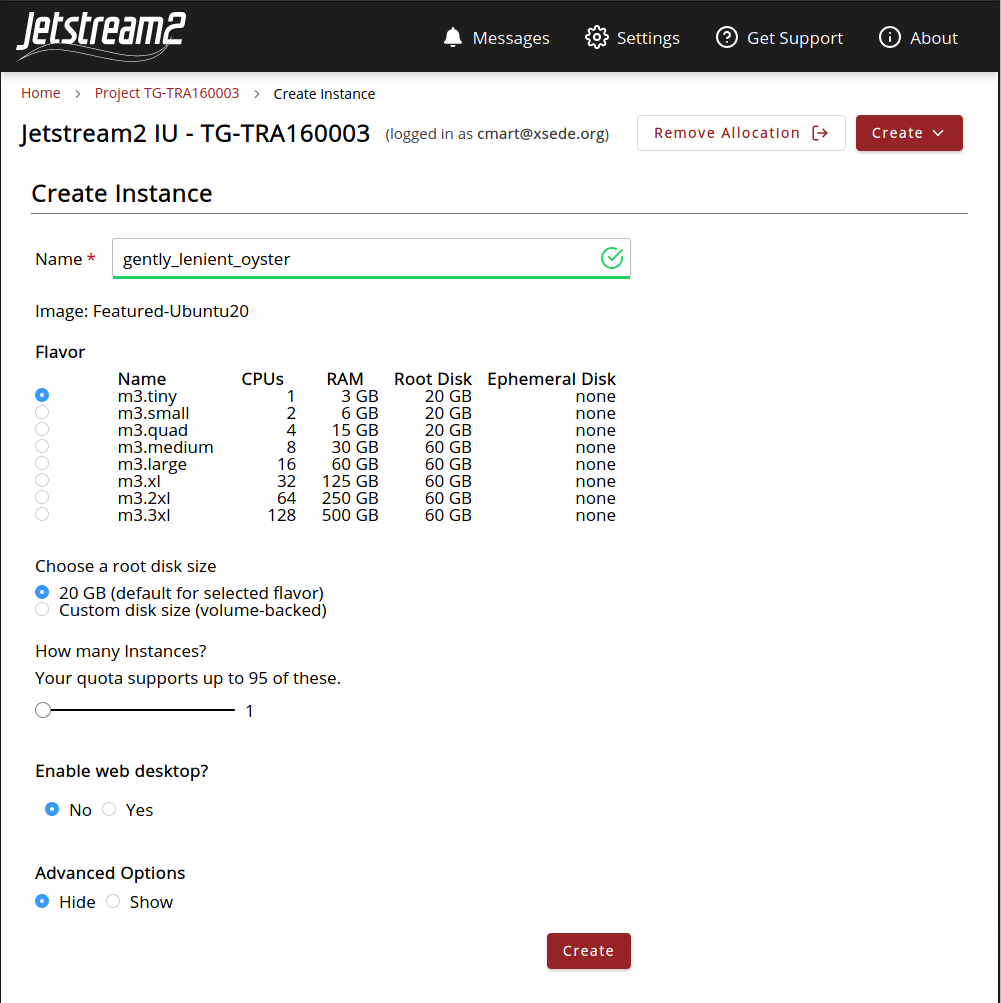 Jetstream2 Messages Settings Get Support About
Home > Project TG-TRA160003 > Create Instance
Jetstream2 IU - TG-TRA160003 (logged in as cmart@xsede.org) Remove Allocation Create
Create Instance
Name * gently_lenient_oyster
Image: Featured-Ubuntu20
Flavor
Name CPUs RAM Root Disk Ephemeral Disk
m3.tiny 1 3 GB 20 GB none
m3.small 2 6 GB 20 GB none
m3.quad 4 15 GB 20 GB none
m3.medium 8 30 GB 60 GB none
m3.large 16 60 GB 60 GB none
m3.xl 32 125 GB 60 GB none
m3.2xl 64 250 GB 60 GB none
m3.3xl 128 500 GB 60 GB none
Choose a root disk size
20 GB (default for selected flavor)
Custom disk size (volume-backed)
How many Instances?
Your quota supports up to 95 of these.
1
Enable web desktop?
No Yes
Advanced Options
Hide Show
Create